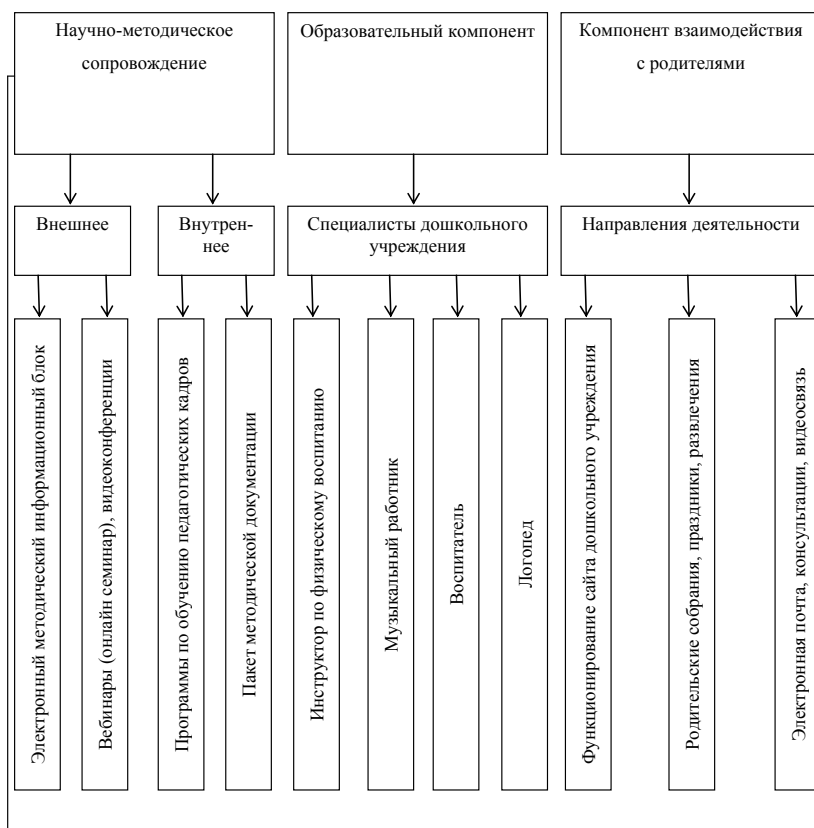 Научно-методическое
сопровождение
Образовательный компонент
Компонент взаимодействия
с родителями
Внешнее
Внутрен-
нее
Специалисты дошкольного
учреждения
Направления деятельности
Электронный методический информационный блок
Вебинары (онлайн семинар), видеоконференции
Программы по обучению педагогических кадров
Пакет методической документации
Инструктор по физическому воспитанию
Музыкальный работник
Воспитатель
Логопед
Функционирование сайта дошкольного учреждения
Родительские собрания, праздники, развлечения
Электронная почта, консультации, видеосвязь